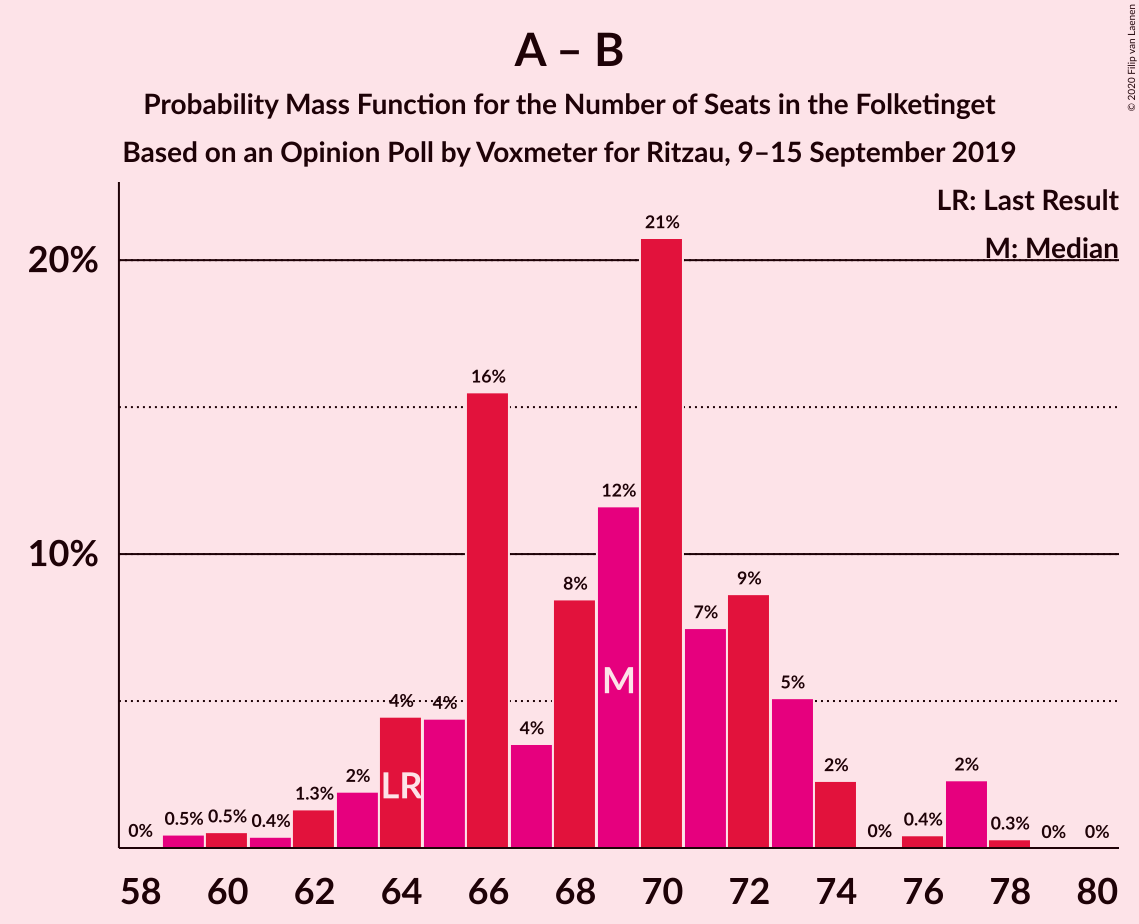 A – B
Probability Mass Function for the Number of Seats in the Folketinget
Based on an Opinion Poll by Voxmeter for Ritzau, 9–15 September 2019
© 2020 Filip van Laenen
LR: Last Result
M: Median
20%
10%
0%
0.5%
0.5%
0.4%
1.3%
2%
4%
4%
16%
4%
8%
12%
21%
7%
9%
5%
2%
0%
0.4%
2%
0.3%
0%
0%
LR
M
58 60 62 64 66 68 70 72 74 76 78 80